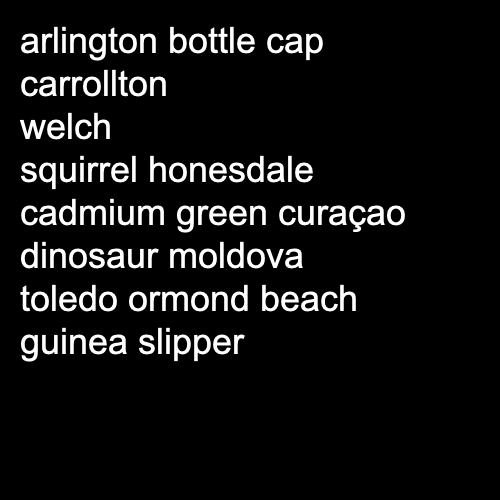 arlington bottle cap
carrollton
welch
squirrel honesdale
cadmium green curaçao
dinosaur moldova
toledo ormond beach
guinea slipper